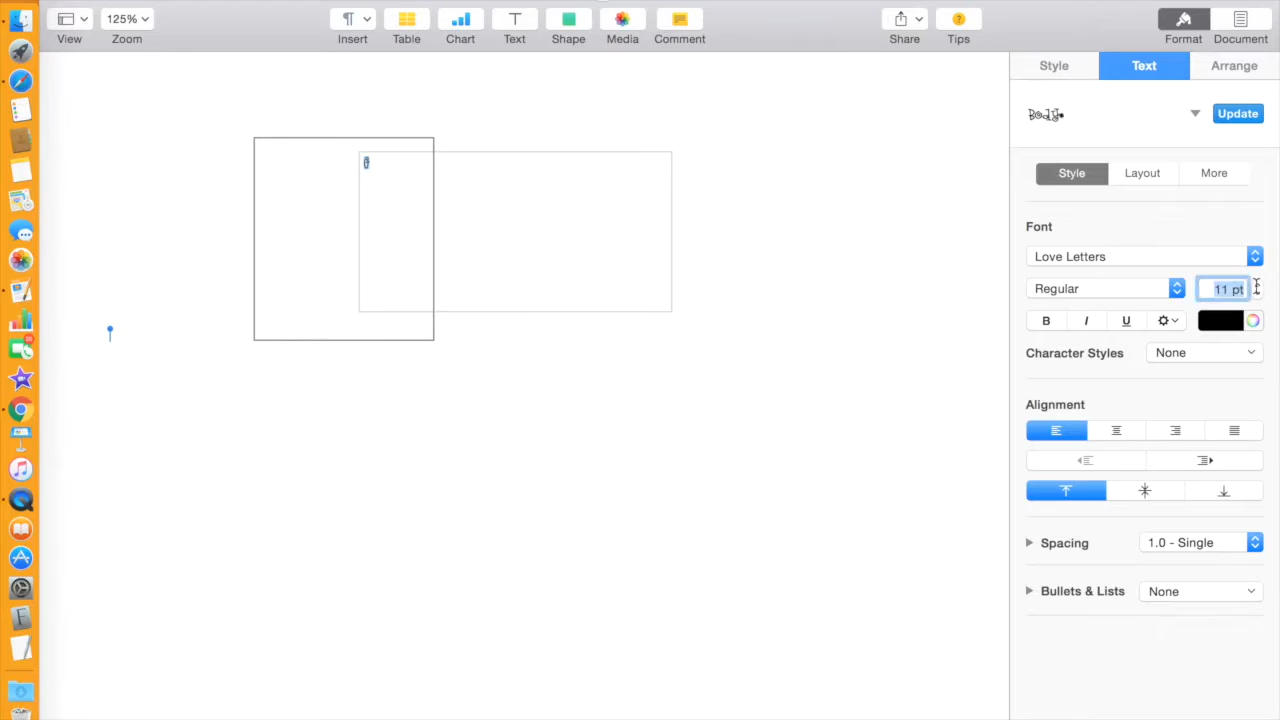 125%
View
Zoom
Insert
Table
Chart
Text
Shape
Media
Comment
Share
Tips
Format
Document
Style
Text
Arrange
Body
Update
Style
Layout
More
Font
Love Letters
Regular
11 pt
B
I
U
Character Styles
None
Alignment
Spacing
1.0 - Single
Bullets & Lists
None